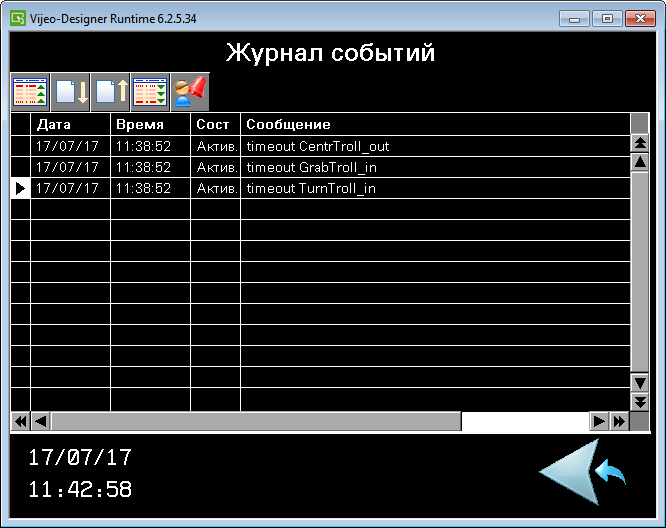 Vijeo-Designer Runtime 6.2.5.34
Журнал событий
Дата Время Сост Сообщение
17/07/17 11:38:52 Актив. timeout CentrTroll_out
17/07/17 11:38:52 Актив. timeout GrabTroll_in
17/07/17 11:38:52 Актив. timeout TurnTroll_in
17/07/17
11:42:58